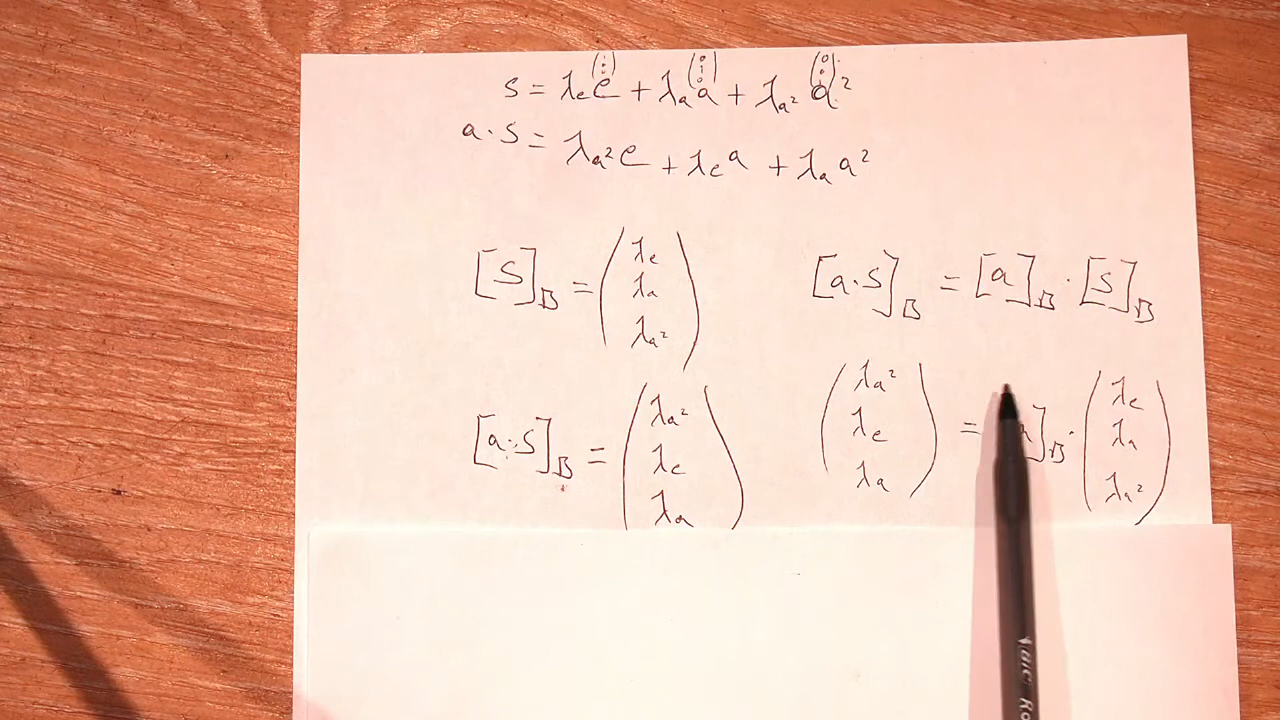 s = λ_e e + λ_a a + λ_{a²} a²
a · s = λ_{a²} e + λ_e a + λ_a a²
[s]_B = (λ_e λ_a λ_{a²})
[a·s]_B = [a]_B · [s]_B
[a·s]_B = (λ_{a²} λ_e λ_a)
(λ_{a²} λ_e λ_a) = [a]_B · (λ_e λ_a λ_{a²})